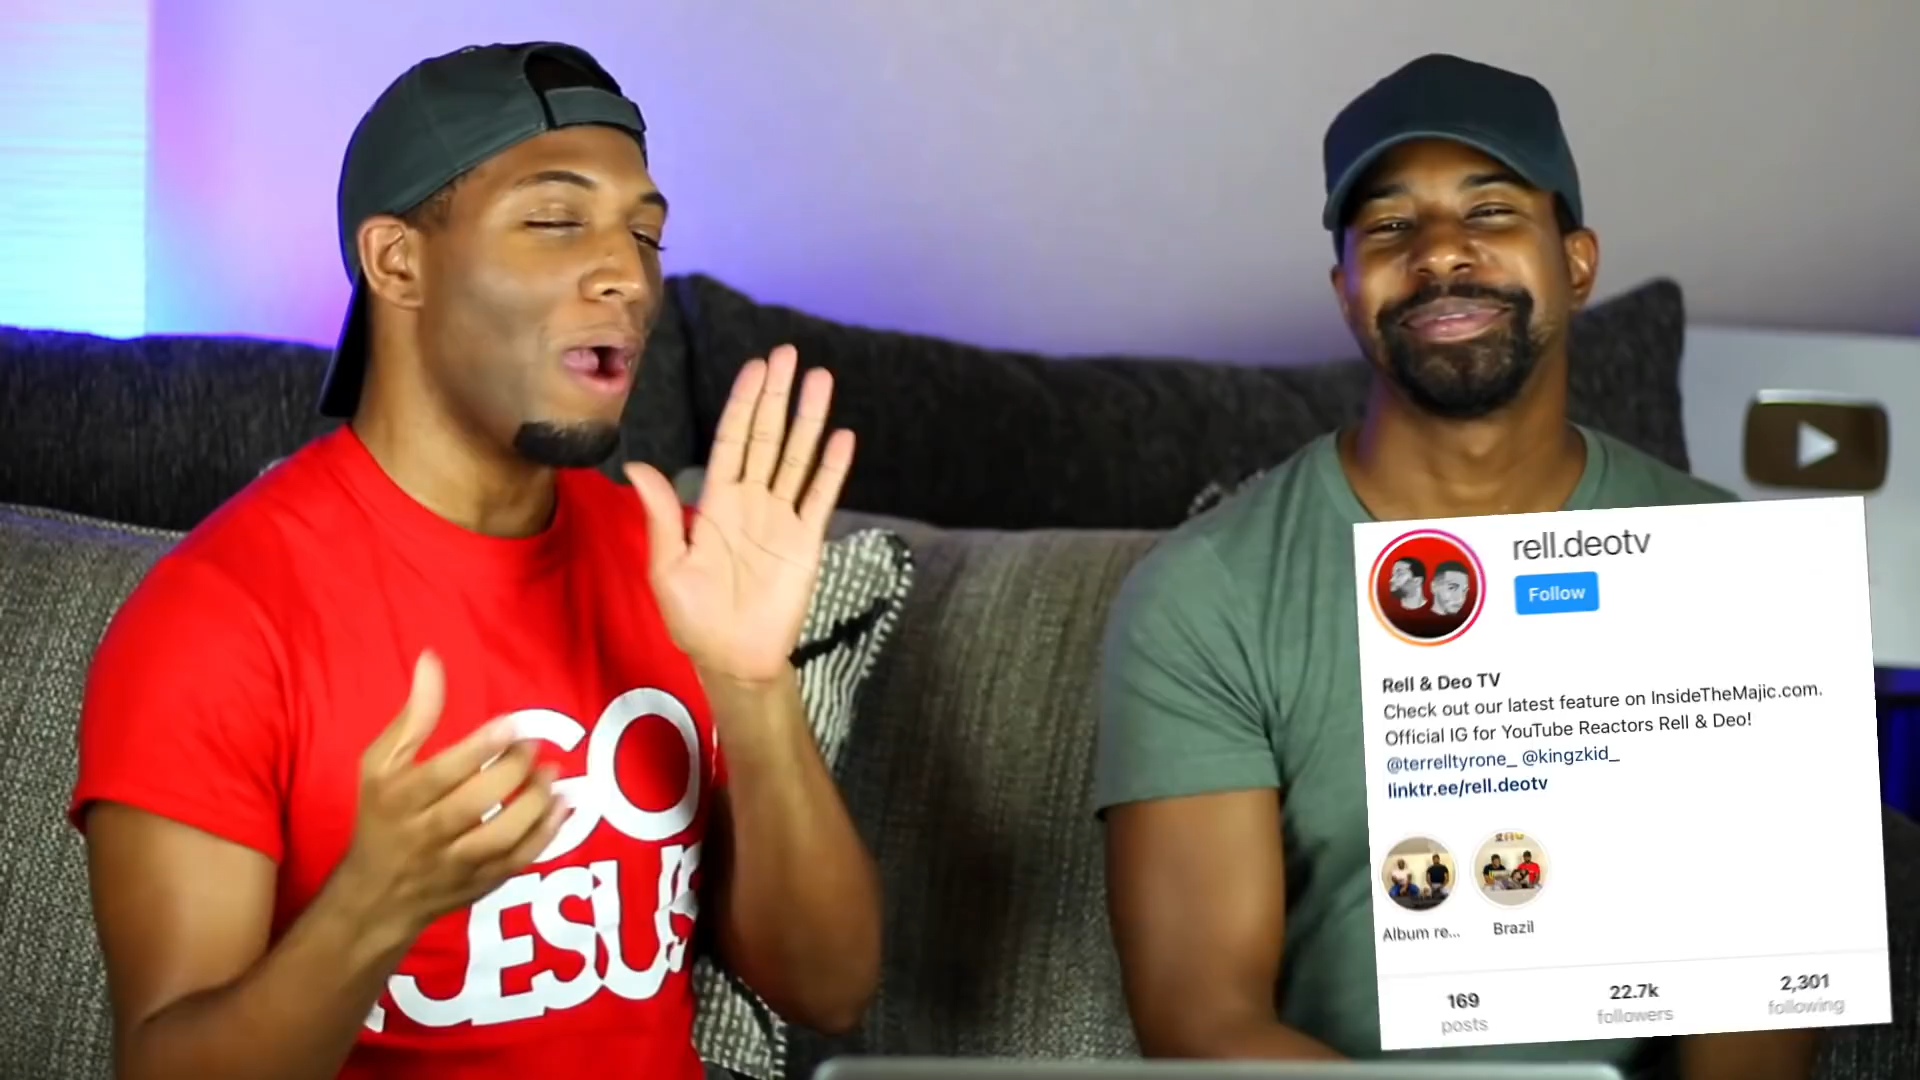 GO
JESUS
rell.deotv
Follow
Rell & Deo TV
Check out our latest feature on InsideTheMajic.com.
Official IG for YouTube Reactors Rell & Deo!
@terrelltyrone_ @kingzkid_
linktr.ee/rell.deotv
Album re...
Brazil
169
22.7k
2,301
posts
followers
following